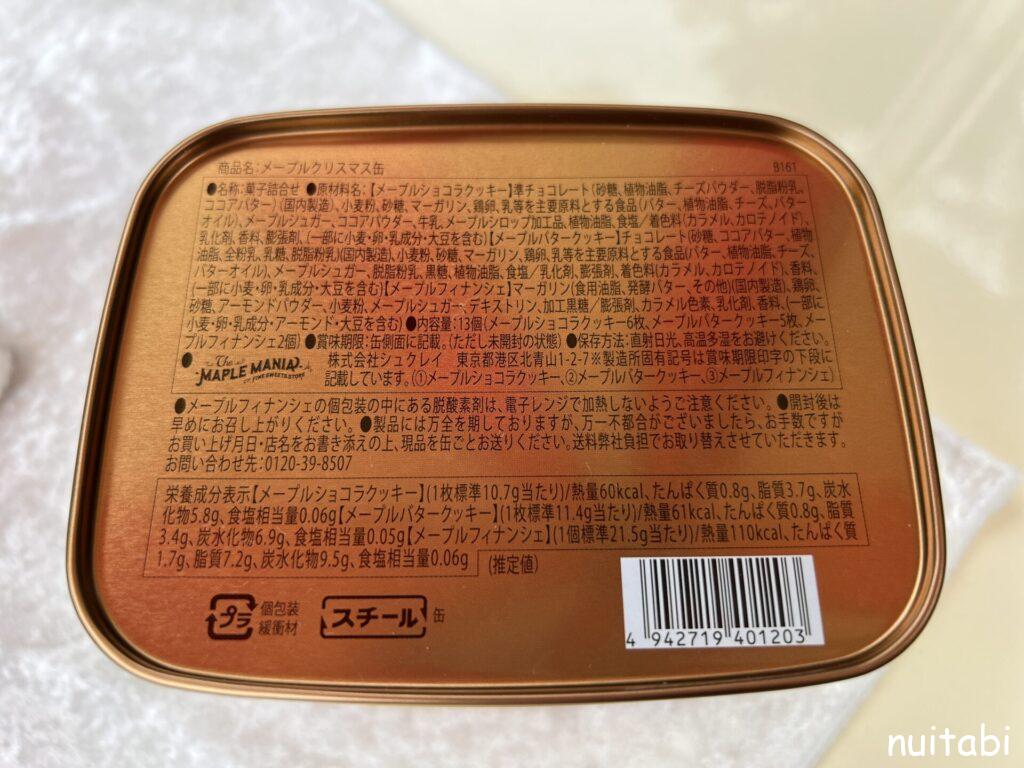 商品名:メープルクリスマス缶
B161
●名称:菓子詰合せ ●原材料名:【メープルショコラクッキー】準チョコレート(砂糖、植物油脂、チーズパウダー、脱脂粉乳、
ココアバター)(国内製造)、小麦粉、砂糖、マーガリン、鶏卵、乳等を主要原料とする食品(バター、植物油脂、チーズ、バター
オイル)、メープルシュガー、ココアパウダー、牛乳、メープルシロップ加工品、植物油脂、食塩/着色料(カラメル、カロテノイド)、
乳化剤、香料、膨張剤、(一部に小麦・卵・乳成分・大豆を含む)【メープルバタークッキー】チョコレート(砂糖、ココアバター、植物
油脂、全粉乳、乳糖、脱脂粉乳)(国内製造)、小麦粉、砂糖、マーガリン、鶏卵、乳等を主要原料とする食品(バター、植物油脂、チーズ、
バターオイル)、メープルシュガー、脱脂粉乳、黒糖、植物油脂、食塩/乳化剤、膨張剤、着色料(カラメル、カロテノイド)、香料、
(一部に小麦・卵・乳成分・大豆を含む)【メープルフィナンシェ】マーガリン(食用油脂、発酵バター、その他)(国内製造)、鶏卵、
砂糖、アーモンドパウダー、小麦粉、メープルシュガー、デキストリン、加工黒糖/膨張剤、カラメル色素、乳化剤、香料、(一部に
小麦・卵・乳成分・アーモンド・大豆を含む) ●内容量:13個(メープルショコラクッキー6枚、メープルバタークッキー5枚、メー
プルフィナンシェ2個) ●賞味期限:缶側面に記載。(ただし未開封の状態) ●保存方法:直射日光、高温多湿をお避けください。
● The MAPLE MANIA FINE SWEETS STORE 株式会社シュクレイ 東京都港区北青山1-2-7※製造所固有記号は賞味期限印字の下段に
記載しています。(①メープルショコラクッキー、②メープルバタークッキー、③メープルフィナンシェ)
●メープルフィナンシェの個包装の中にある脱酸素剤は、電子レンジで加熱しないようご注意ください。●開封後は
早めにお召し上がりください。●製品には万全を期しておりますが、万一不都合がございましたら、お手数ですが
お買い上げ月日・店名をお書き添えの上、現品を缶ごとお送りください。送料弊社負担でお取り替えさせていただきます。
お問い合わせ先:0120-39-8507
栄養成分表示【メープルショコラクッキー】(1枚標準10.7g当たり)/熱量60kcal、たんぱく質0.8g、脂質3.7g、炭水
化物5.8g、食塩相当量0.06g【メープルバタークッキー】(1枚標準11.4g当たり)/熱量61kcal、たんぱく質0.8g、脂質
3.4g、炭水化物6.9g、食塩相当量0.05g【メープルフィナンシェ】(1個標準21.5g当たり)/熱量110kcal、たんぱく質
1.7g、脂質7.2g、炭水化物9.5g、食塩相当量0.06g (推定値)
プラ 個包装
緩衝材
スチール 缶
4 942719 401203
nuitabi